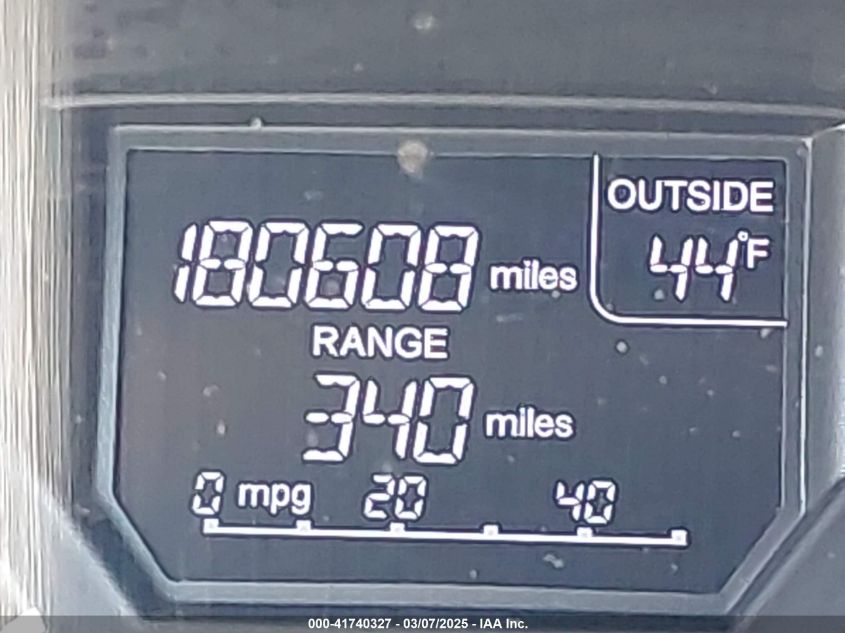 OUTSIDE
44°F
180608 miles
RANGE
340 miles
0 mpg 20 40
000-41740327 - 03/07/2025 - IAA Inc.